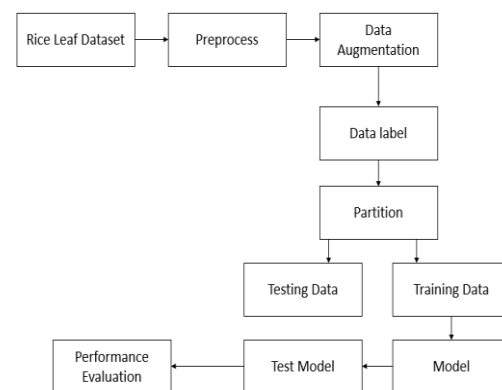 Rice Leaf Dataset
Preprocess
Data
Augmentation
Data label
Partition
Testing Data
Training Data
Performance
Evaluation
Test Model
Model